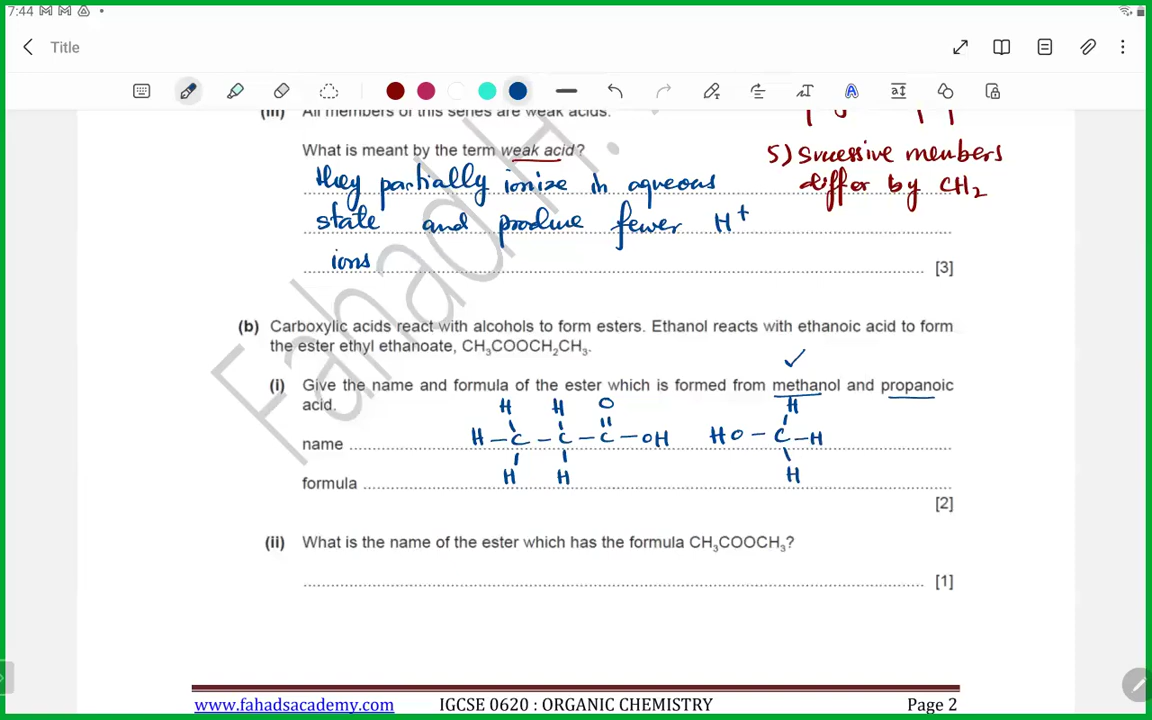 7:44
Title
(iii) All members of this series are weak acids.
What is meant by the term weak acid?
they partially ionize in aqueous
state and produce fewer H+
ions
[3]
5) Successive members
differ by CH2
(b) Carboxylic acids react with alcohols to form esters. Ethanol reacts with ethanoic acid to form
the ester ethyl ethanoate, CH3COOCH2CH3.
(i) Give the name and formula of the ester which is formed from methanol and propanoic
acid.
H H O H
name H – C – C – C – OH HO – C – H
H H H
formula
[2]
(ii) What is the name of the ester which has the formula CH3COOCH3?
[1]
Fahad H.
www.fahadsacademy.com IGCSE 0620 : ORGANIC CHEMISTRY Page 2